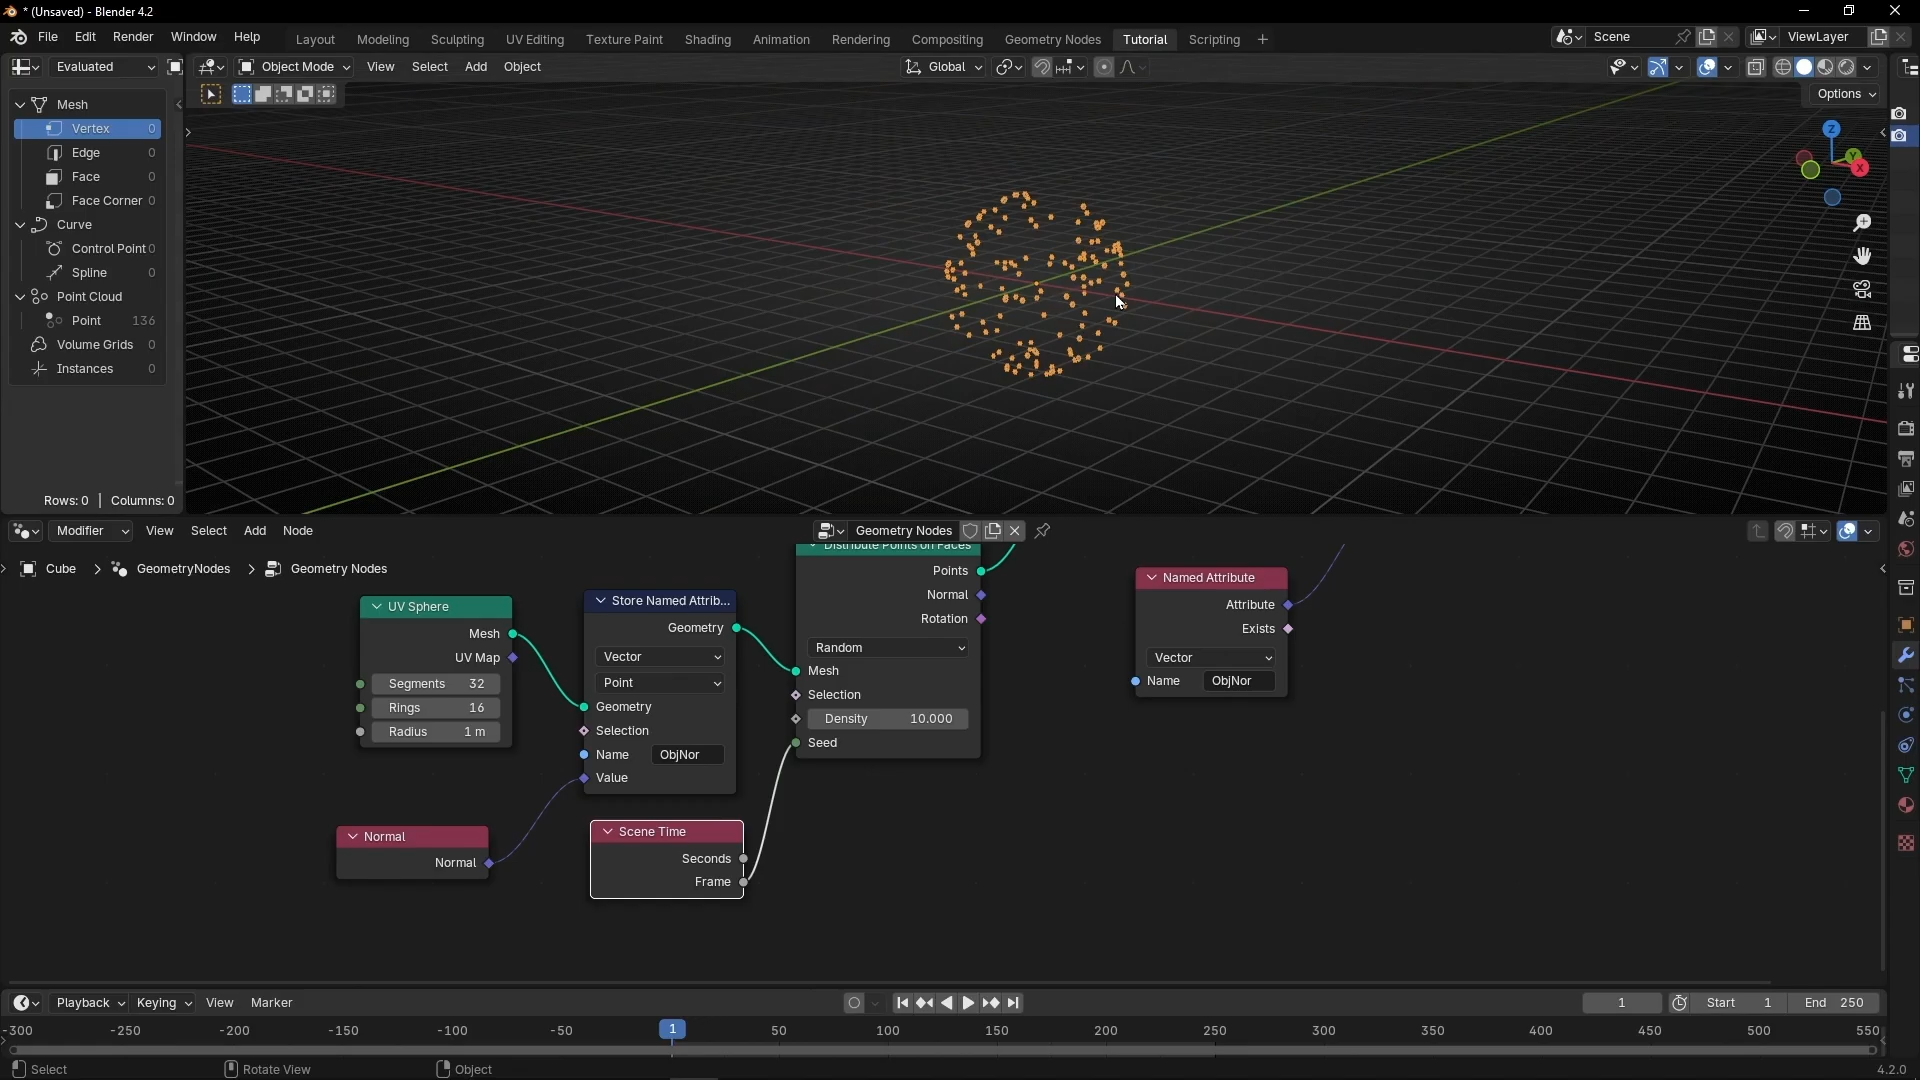 * (Unsaved) - Blender 4.2
File Edit Render Window Help Layout Modeling Sculpting UV Editing Texture Paint Shading Animation Rendering Compositing Geometry Nodes Tutorial Scripting + Scene ViewLayer
Evaluated Object Mode View Select Add Object Global
Options
Mesh
Vertex 0
Edge 0
Face 0
Face Corner 0
Curve
Control Point 0
Spline 0
Point Cloud
Point 136
Volume Grids 0
Instances 0
Rows: 0 | Columns: 0
Z
Y
X
Modifier View Select Add Node Geometry Nodes
Cube > GeometryNodes > Geometry Nodes
UV Sphere
Mesh
UV Map
Segments 32
Rings 16
Radius 1 m
Normal
Normal
Store Named Attrib...
Geometry
Vector
Point
Geometry
Selection
Name ObjNor
Value
Scene Time
Seconds
Frame
Distribute Points on Faces
Points
Normal
Rotation
Random
Mesh
Selection
Density 10.000
Seed
Named Attribute
Attribute
Exists
Vector
Name ObjNor
Playback Keying View Marker 1 Start 1 End 250
-300 -250 -200 -150 -100 -50 1 50 100 150 200 250 300 350 400 450 500 550
Select Rotate View Object 4.2.0